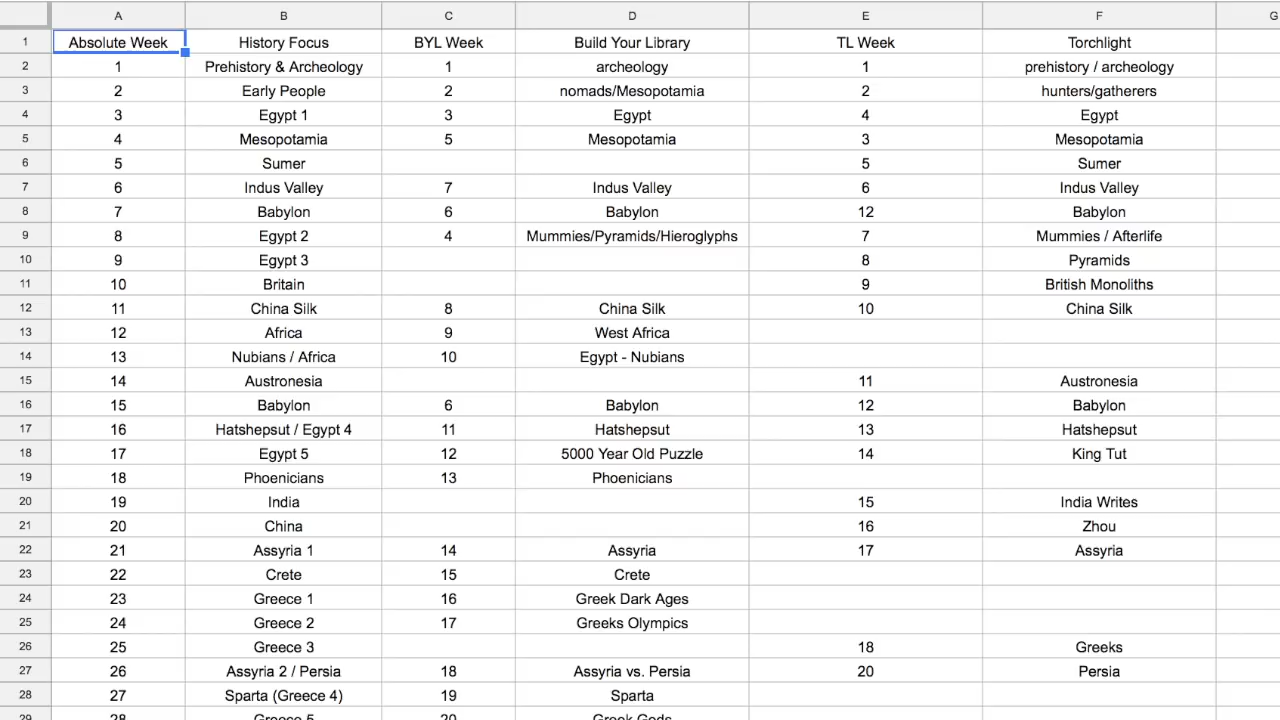 A B C D E F G
1 Absolute Week History Focus BYL Week Build Your Library TL Week Torchlight
2 1 Prehistory & Archeology 1 archeology 1 prehistory / archeology
3 2 Early People 2 nomads/Mesopotamia 2 hunters/gatherers
4 3 Egypt 1 3 Egypt 4 Egypt
5 4 Mesopotamia 5 Mesopotamia 3 Mesopotamia
6 5 Sumer 5 Sumer
7 6 Indus Valley 7 Indus Valley 6 Indus Valley
8 7 Babylon 6 Babylon 12 Babylon
9 8 Egypt 2 4 Mummies/Pyramids/Hieroglyphs 7 Mummies / Afterlife
10 9 Egypt 3 8 Pyramids
11 10 Britain 9 British Monoliths
12 11 China Silk 8 China Silk 10 China Silk
13 12 Africa 9 West Africa
14 13 Nubians / Africa 10 Egypt - Nubians
15 14 Austronesia 11 Austronesia
16 15 Babylon 6 Babylon 12 Babylon
17 16 Hatshepsut / Egypt 4 11 Hatshepsut 13 Hatshepsut
18 17 Egypt 5 12 5000 Year Old Puzzle 14 King Tut
19 18 Phoenicians 13 Phoenicians
20 19 India 15 India Writes
21 20 China 16 Zhou
22 21 Assyria 1 14 Assyria 17 Assyria
23 22 Crete 15 Crete
24 23 Greece 1 16 Greek Dark Ages
25 24 Greece 2 17 Greeks Olympics
26 25 Greece 3 18 Greeks
27 26 Assyria 2 / Persia 18 Assyria vs. Persia 20 Persia
28 27 Sparta (Greece 4) 19 Sparta
29 28 Greece 5 20 Greek Gods